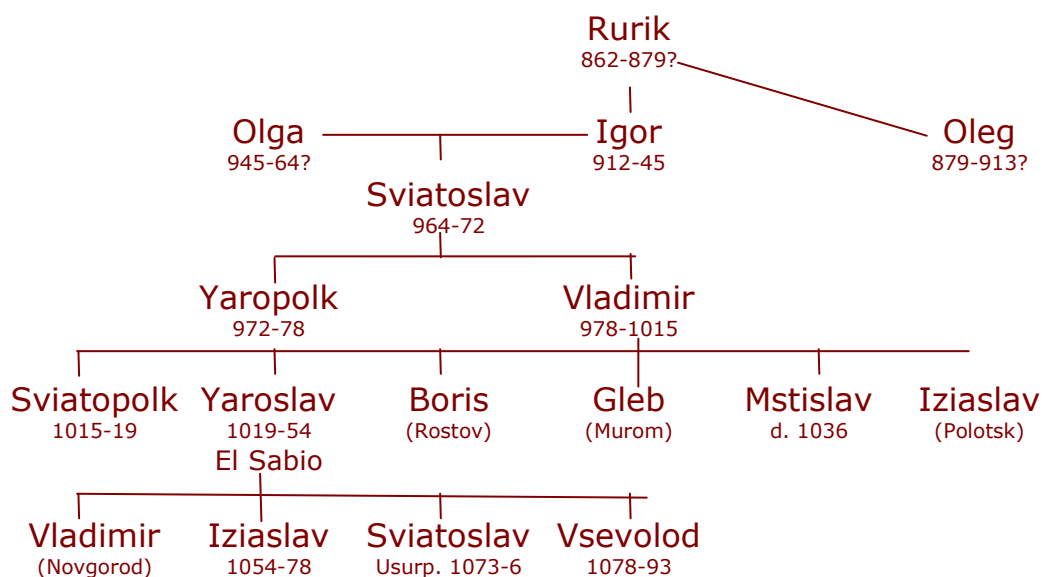 Rurik
862-879?
Olga Igor Oleg
945-64? 912-45 879-913?
Sviatoslav
964-72
Yaropolk Vladimir
972-78 978-1015
Sviatopolk Yaroslav Boris Gleb Mstislav Iziaslav
1015-19 1019-54 (Rostov) (Murom) d. 1036 (Polotsk)
El Sabio
Vladimir Iziaslav Sviatoslav Vsevolod
(Novgorod) 1054-78 Usurp. 1073-6 1078-93